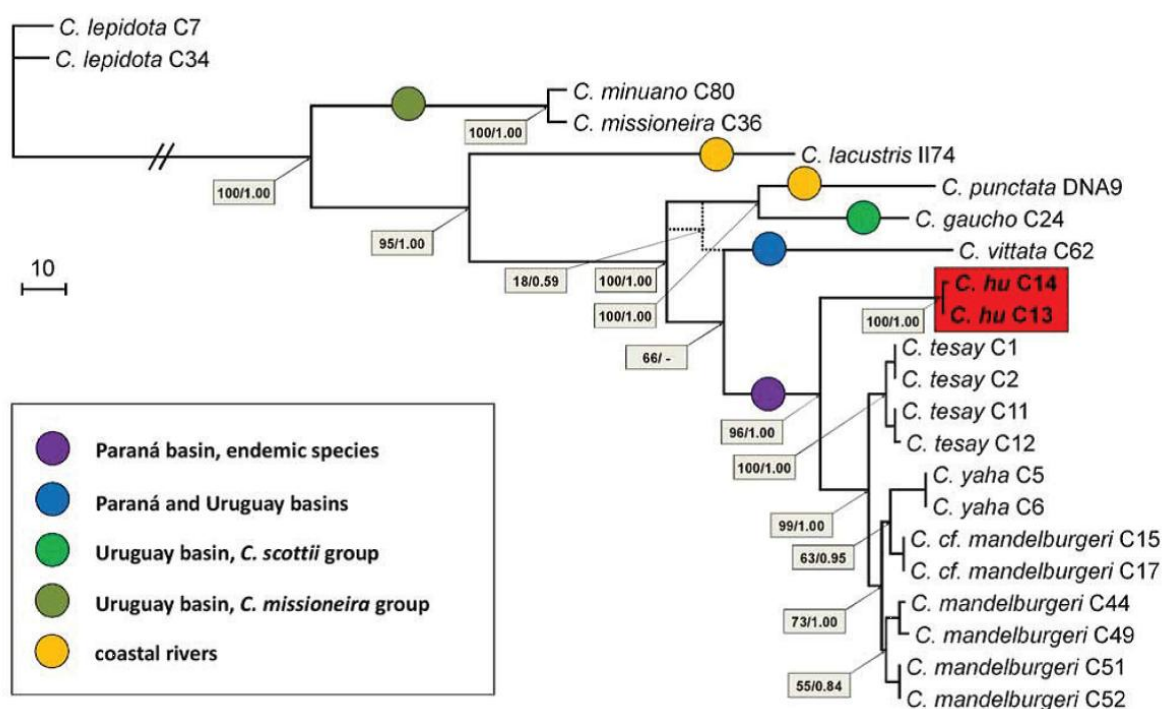 C. lepidota C7
C. lepidota C34
C. minuano C80
100/1.00
C. missioneira C36
C. lacustris II74
100/1.00
C. punctata DNA9
C. gaucho C24
95/1.00
C. vittata C62
10
18/0.59
100/1.00
C. hu C14
C. hu C13
100/1.00
100/1.00
66/ -
C. tesay C1
C. tesay C2
C. tesay C11
C. tesay C12
96/1.00
100/1.00
C. yaha C5
C. yaha C6
99/1.00
C. cf. mandelburgeri C15
63/0.95
C. cf. mandelburgeri C17
C. mandelburgeri C44
73/1.00
C. mandelburgeri C49
C. mandelburgeri C51
55/0.84
C. mandelburgeri C52
Paraná basin, endemic species
Paraná and Uruguay basins
Uruguay basin, C. scottii group
Uruguay basin, C. missioneira group
coastal rivers